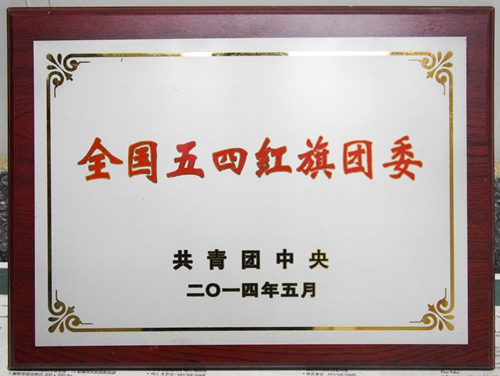 全国五四红旗团委
共青团中央
二〇一四年五月